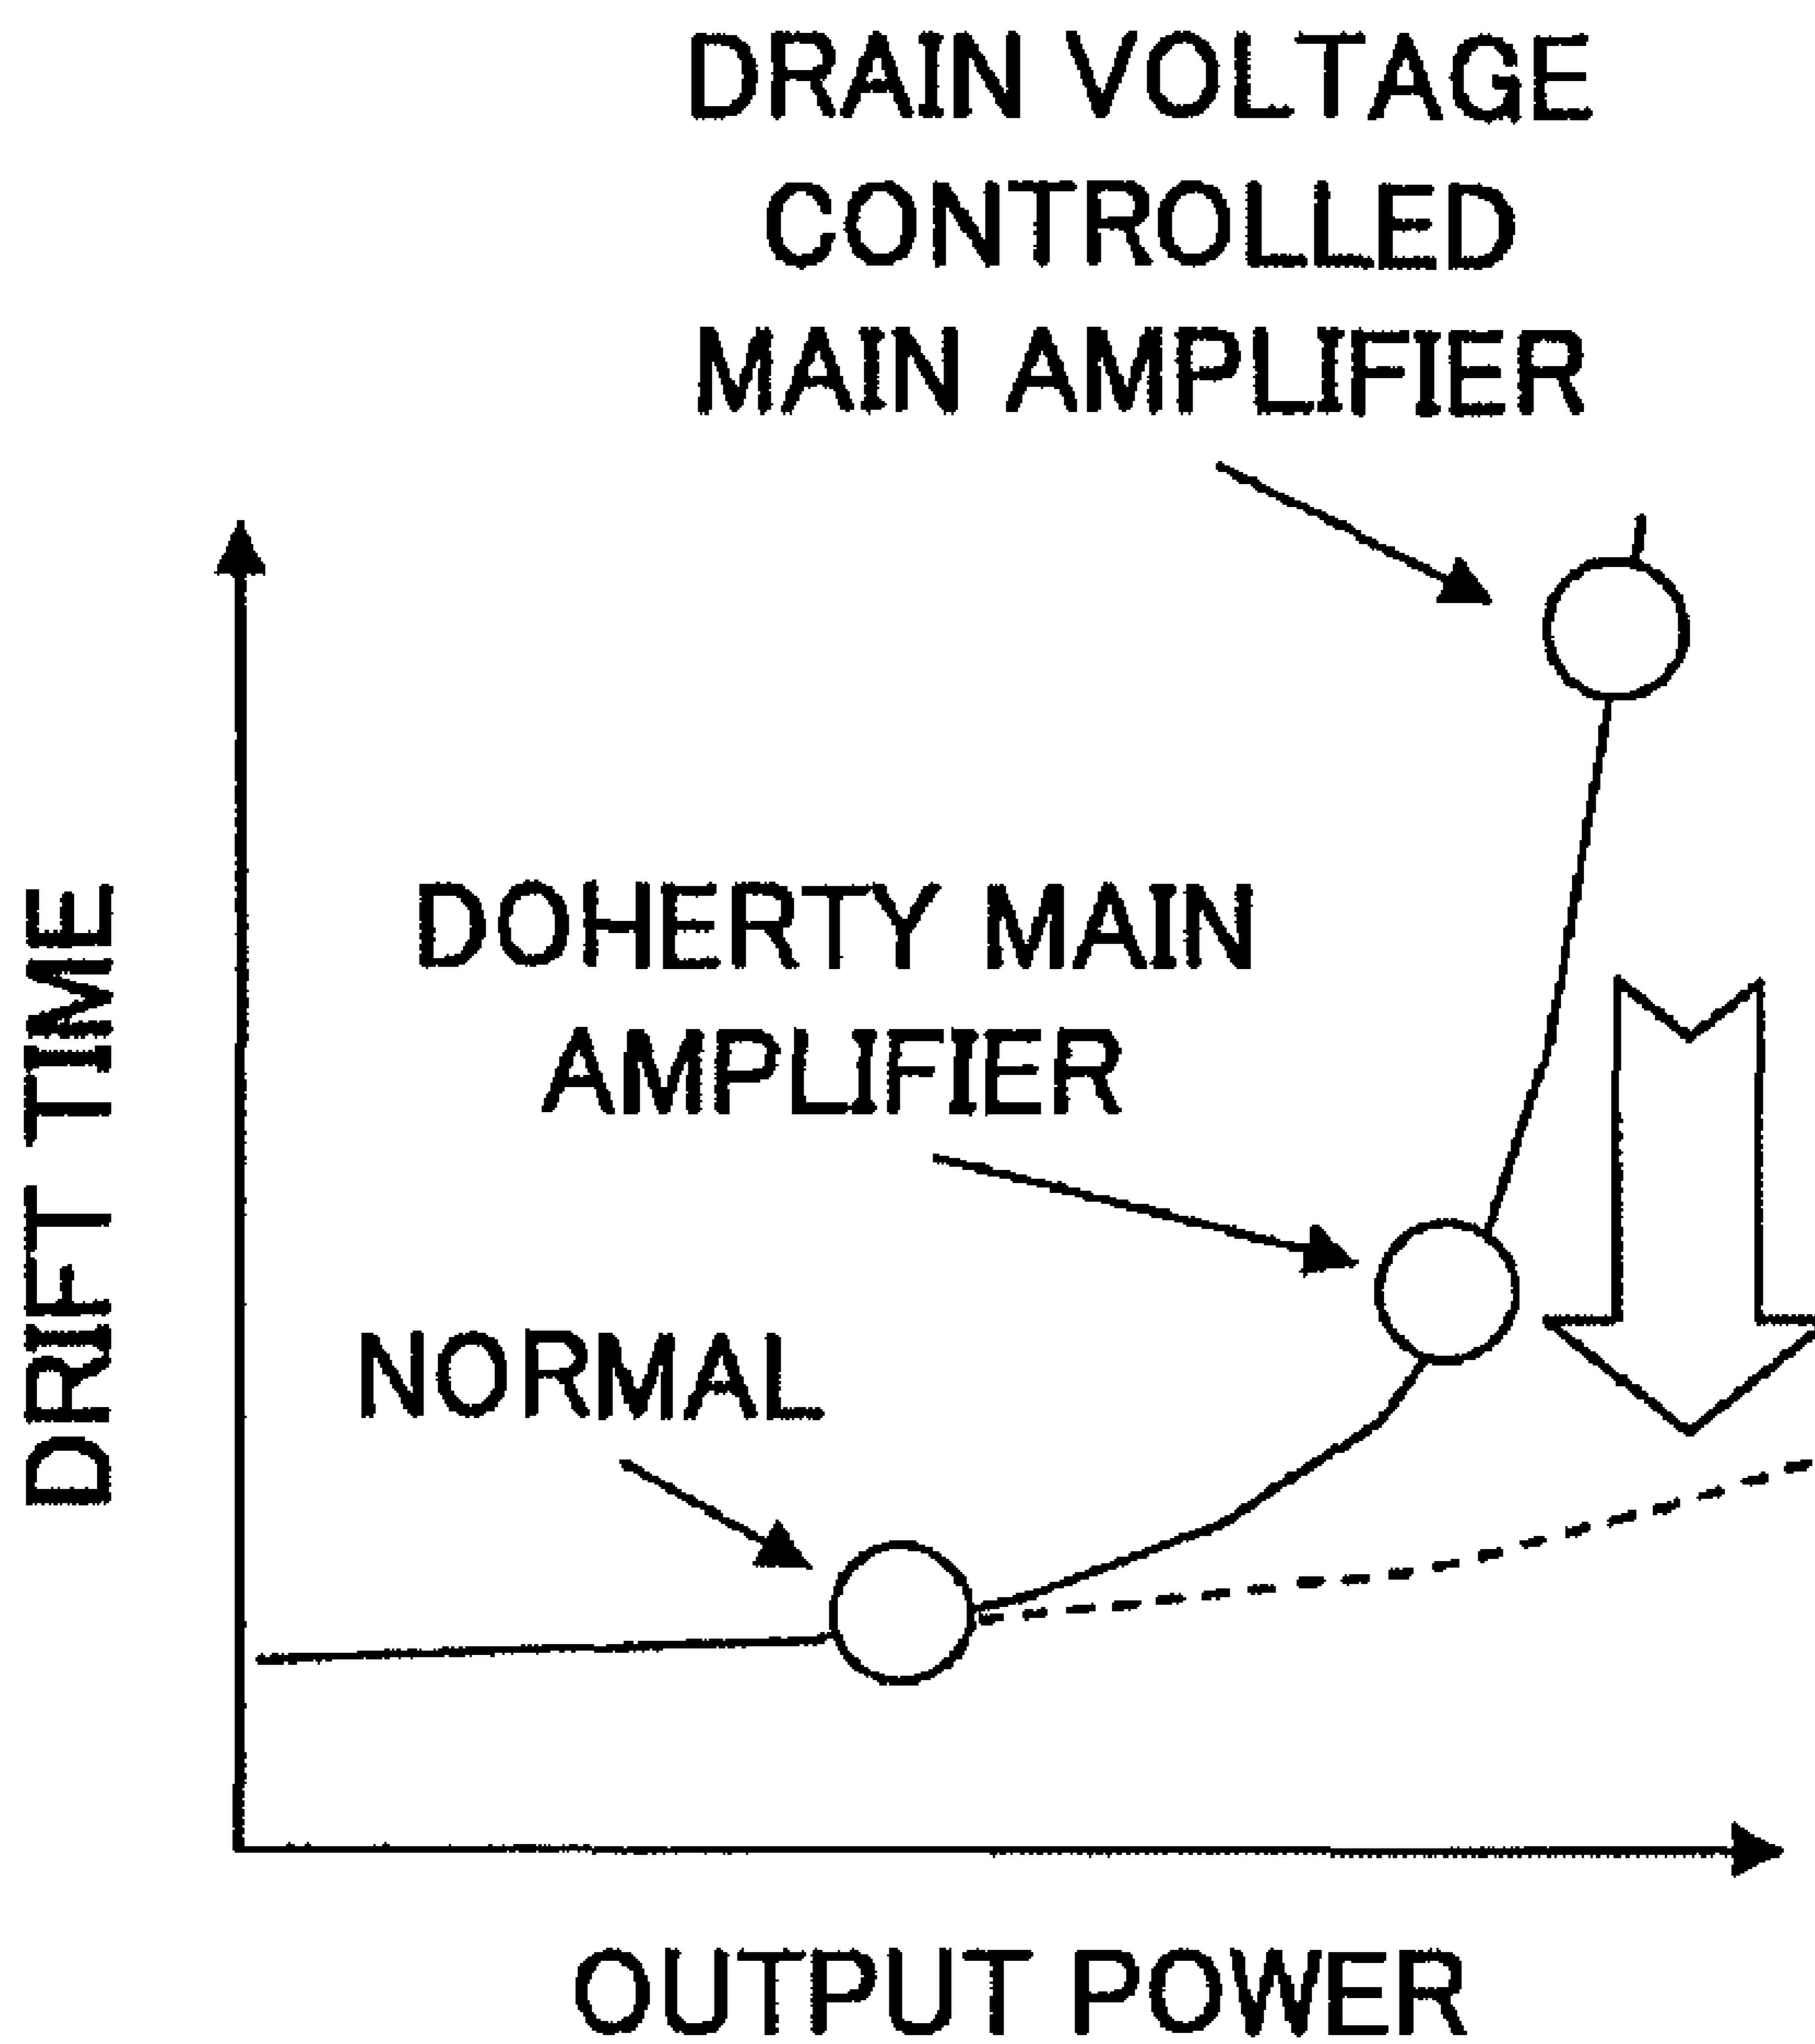 DRAIN VOLTAGE
CONTROLLED
MAIN AMPLIFIER
DOHERTY MAIN
AMPLIFIER
NORMAL
DRIFT TIME
OUTPUT POWER